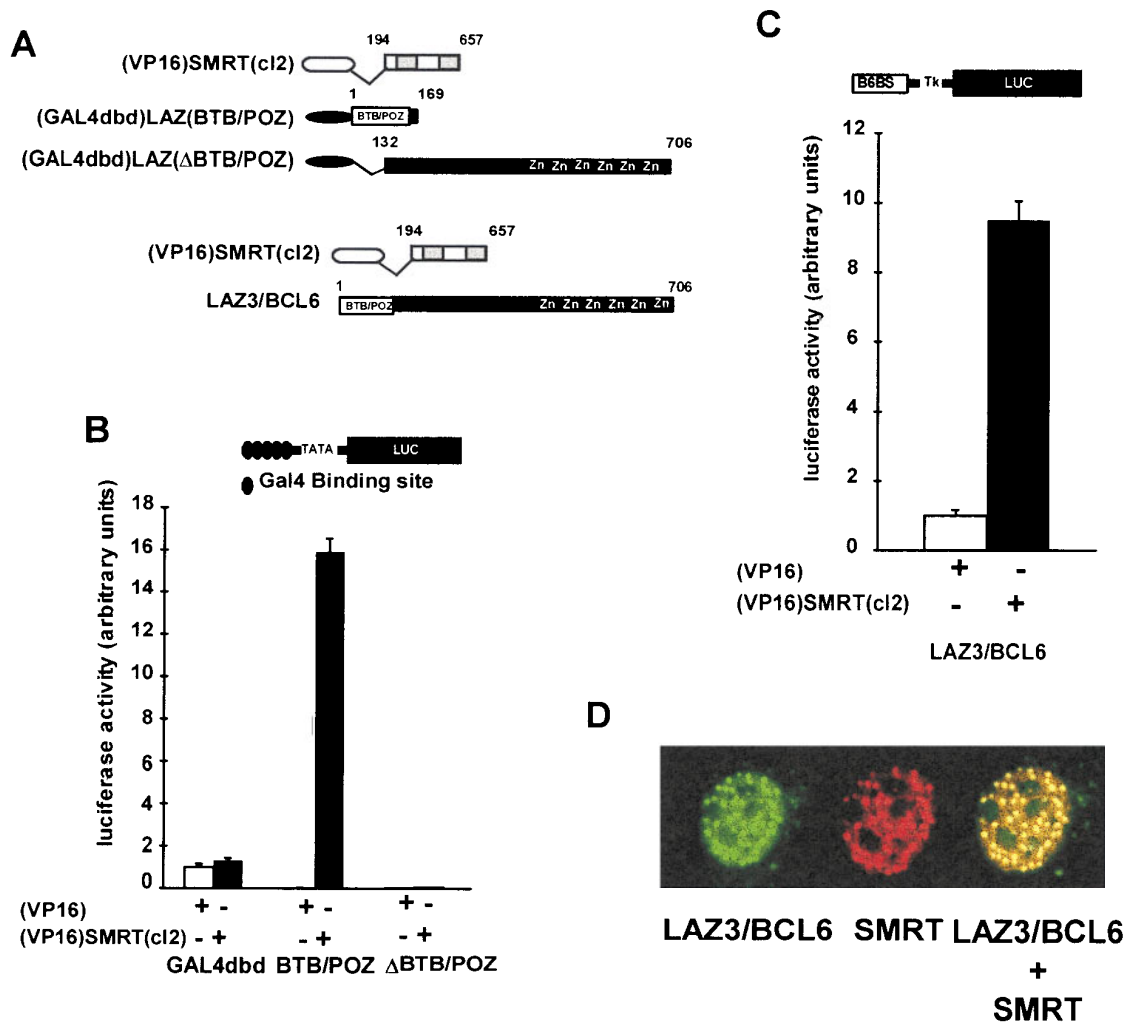 A
194 657
(VP16)SMRT(cl2)
1 169
(GAL4dbd)LAZ(BTB/POZ) BTB/POZ
132 706
(GAL4dbd)LAZ(ΔBTB/POZ) Zn Zn Zn Zn Zn Zn
194 657
(VP16)SMRT(cl2)
1 706
LAZ3/BCL6 BTB/POZ Zn Zn Zn Zn Zn Zn
B
TATA LUC
Gal4 Binding site
luciferase activity (arbitrary units)
18
16
14
12
10
8
6
4
2
0
(VP16) + - + - + -
(VP16)SMRT(cl2) - + - + - +
GAL4dbd BTB/POZ ΔBTB/POZ
C
B6BS Tk LUC
luciferase activity (arbitrary units)
12
10
8
6
4
2
0
(VP16) + -
(VP16)SMRT(cl2) - +
LAZ3/BCL6
D
LAZ3/BCL6 SMRT LAZ3/BCL6
+
SMRT